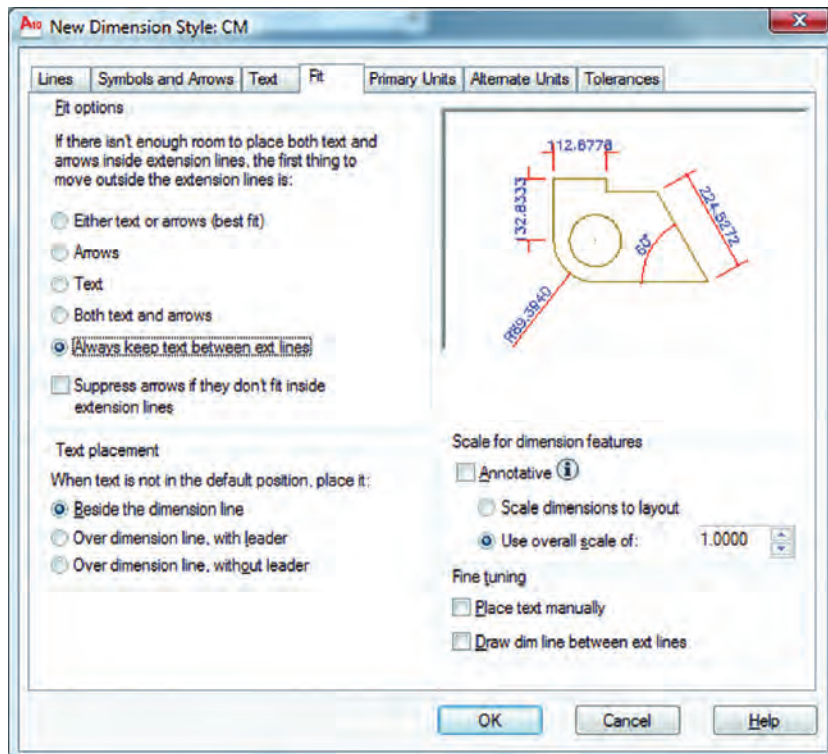 A10 New Dimension Style: CM
Lines Symbols and Arrows Text Fit Primary Units Alternate Units Tolerances
Fit options
If there isn't enough room to place both text and
arrows inside extension lines, the first thing to
move outside the extension lines is:
Either text or arrows (best fit)
Arrows
Text
Both text and arrows
Always keep text between ext lines
Suppress arrows if they don't fit inside
extension lines
Text placement
When text is not in the default position, place it:
Beside the dimension line
Over dimension line, with leader
Over dimension line, without leader
112.6778
132.8333
224.5272
60°
R89.3940
Scale for dimension features
Annotative
Scale dimensions to layout
Use overall scale of: 1.0000
Fine tuning
Place text manually
Draw dim line between ext lines
OK Cancel Help